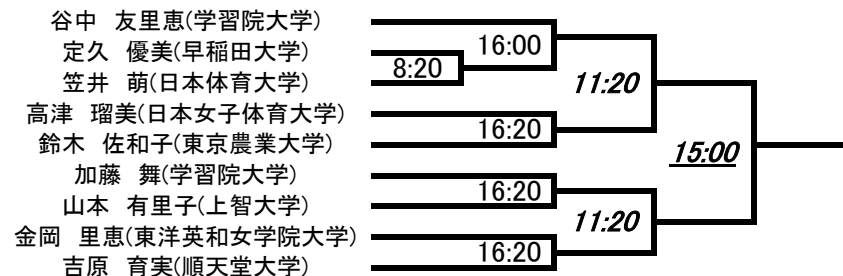 谷中　友里恵(学習院大学)
16:00
定久　優美(早稲田大学)
8:20
笠井　萌(日本体育大学)
11:20
高津　瑠美(日本女子体育大学)
16:20
鈴木　佐和子(東京農業大学)
15:00
加藤　舞(学習院大学)
16:20
山本　有里子(上智大学)
11:20
金岡　里恵(東洋英和女学院大学)
16:20
吉原　育実(順天堂大学)